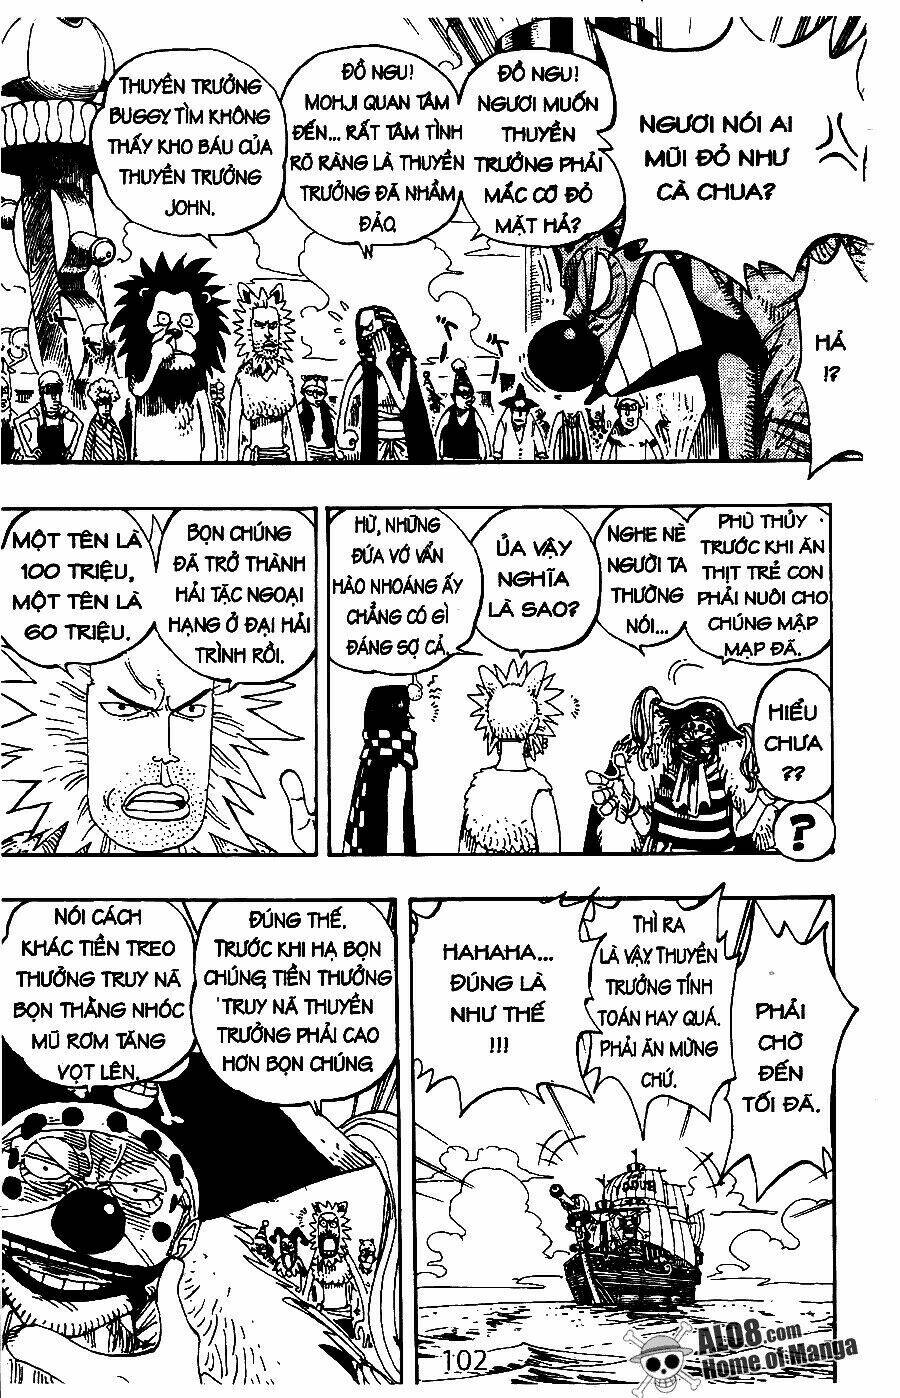 NGƯƠI NÓI AI
MŨI ĐỎ NHƯ
CÀ CHUA?
HẢ
!?
ĐỒ NGU!
NGƯƠI MUỐN
THUYỀN
TRƯỞNG PHẢI
MẮC CỠ ĐỎ
MẶT HẢ?
ĐỒ NGU!
MOHJI QUAN TÂM
ĐẾN... RẤT TÂM TÌNH
RÕ RÀNG LÀ THUYỀN
TRƯỞNG ĐÃ NHẦM
ĐẢO.
THUYỀN TRƯỞNG
BUGGY TÌM KHÔNG
THẤY KHO BÁU CỦA
THUYỀN TRƯỞNG
JOHN.
PHÙ THỦY
TRƯỚC KHI ĂN
THỊT TRẺ CON
PHẢI NUÔI CHO
CHÚNG MẬP
MẠP ĐÃ.
HIỂU
CHƯA
??
?
NGHE NÈ
NGƯỜI TA
THƯỜNG
NÓI...
ỦA VẬY
NGHĨA
LÀ SAO?
HỪ, NHỮNG
ĐỨA VỚ VẨN
HÀO NHOÁNG ẤY
CHẲNG CÓ GÌ
ĐÁNG SỢ CẢ.
BỌN CHÚNG
ĐÃ TRỞ THÀNH
HẢI TẶC NGOẠI
HẠNG Ở ĐẠI HẢI
TRÌNH RỒI.
MỘT TÊN LÀ
100 TRIỆU,
MỘT TÊN LÀ
60 TRIỆU.
PHẢI
CHỜ
ĐẾN
TỐI ĐÃ.
THÌ RA
LÀ VẬY THUYỀN
TRƯỞNG TÍNH
TOÁN HAY QUÁ.
PHẢI ĂN MỪNG
CHỨ.
HAHAHA...
ĐÚNG LÀ
NHƯ THẾ
!!!
ĐÚNG THẾ.
TRƯỚC KHI HẠ BỌN
CHÚNG, TIỀN THƯỞNG
TRUY NÃ THUYỀN
TRƯỞNG PHẢI CAO
HƠN BỌN CHÚNG.
NÓI CÁCH
KHÁC TIỀN TREO
THƯỞNG TRUY NÃ
BỌN THẰNG NHÓC
MŨ RƠM TĂNG
VỌT LÊN.
102
ALO8.com
Home of Manga